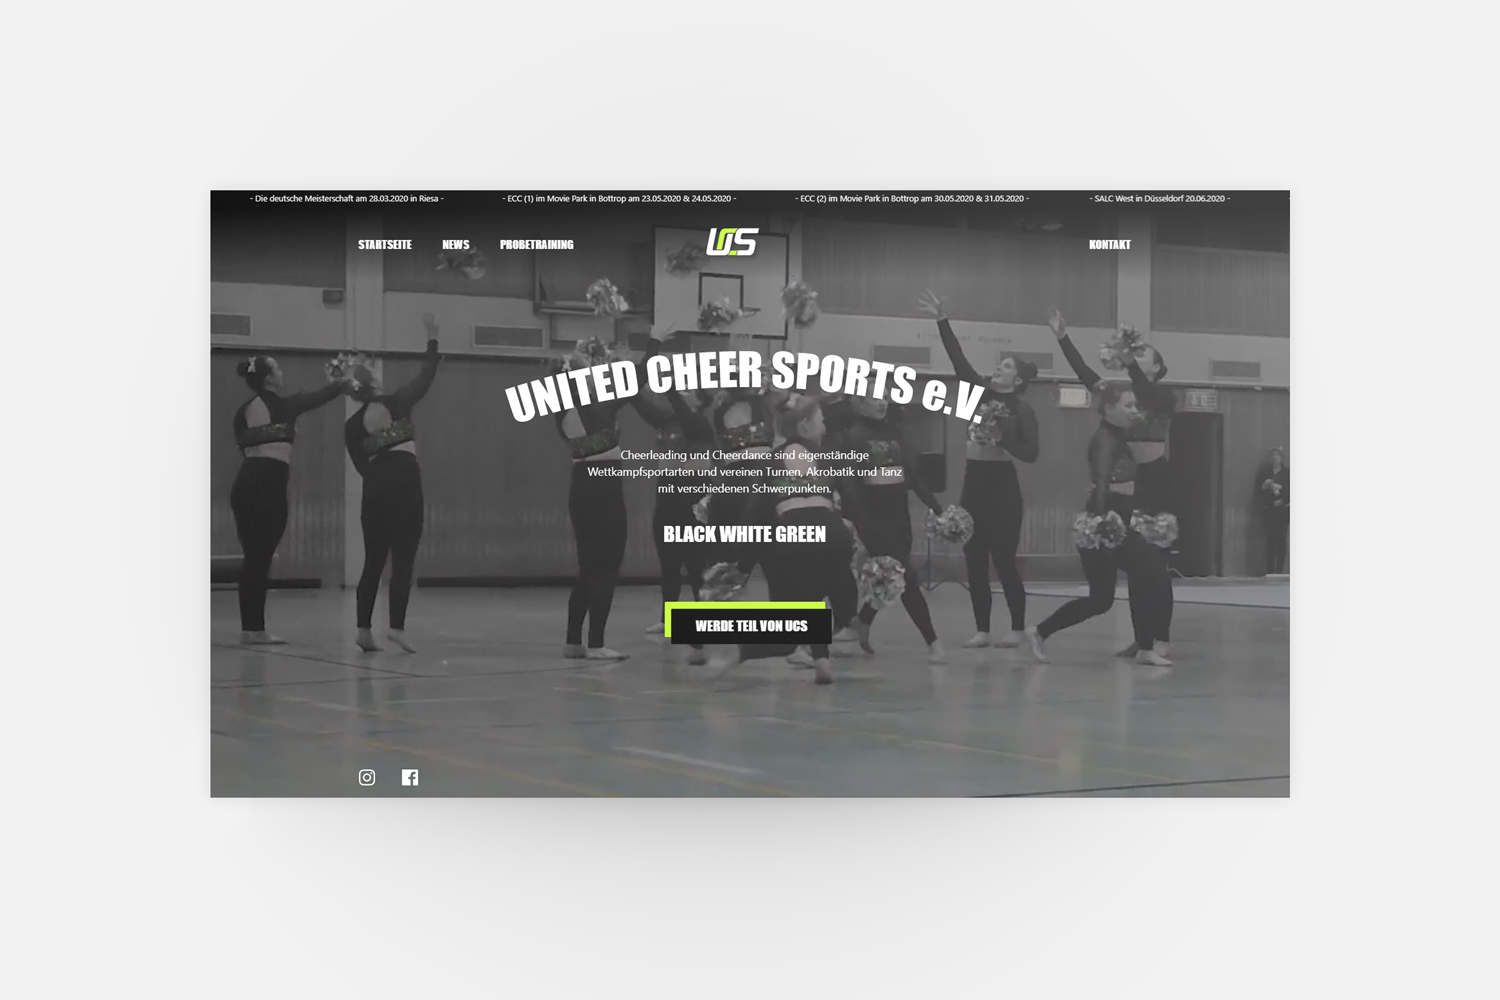 - Die deutsche Meisterschaft am 28.03.2020 in Riesa - - ECC (1) im Movie Park in Bottrop am 23.05.2020 & 24.05.2020 - - ECC (2) im Movie Park in Bottrop am 30.05.2020 & 31.05.2020 - - SALC West in Düsseldorf 20.06.2020 -
STARTSEITE NEWS PROBETRAINING UCS KONTAKT
UNITED CHEER SPORTS e.V.
Cheerleading und Cheerdance sind eigenständige
Wettkampfsportarten und vereinen Turnen, Akrobatik und Tanz
mit verschiedenen Schwerpunkten.
BLACK WHITE GREEN
WERDE TEIL VON UCS